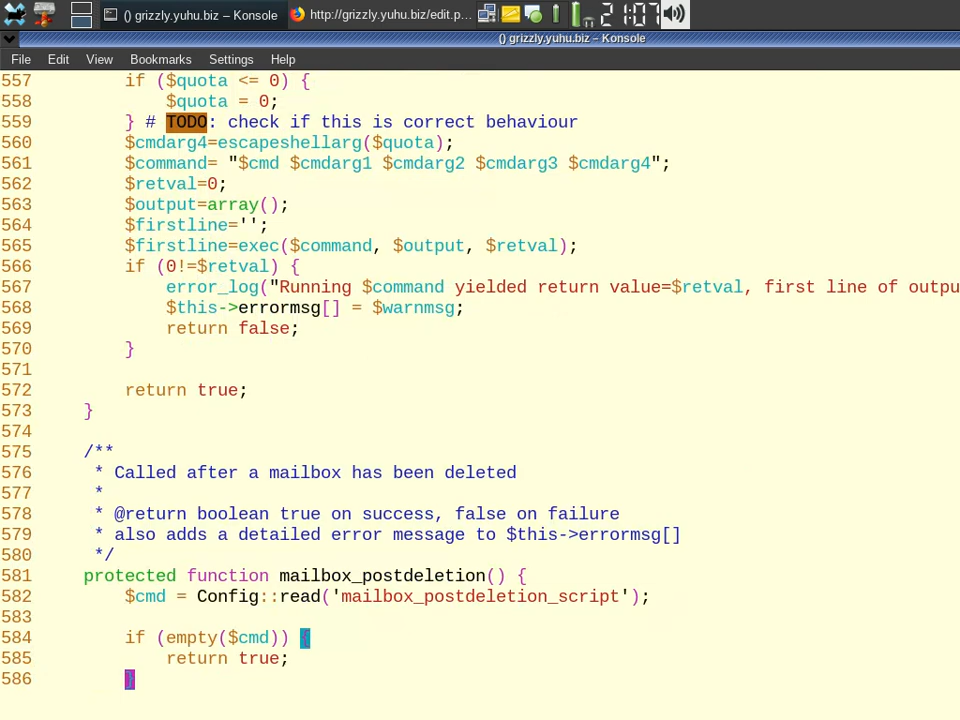 () grizzly.yuhu.biz – Konsole
http://grizzly.yuhu.biz/edit.p...
21:07
() grizzly.yuhu.biz – Konsole
File Edit View Bookmarks Settings Help
557 if ($quota <= 0) {
558 $quota = 0;
559 } # TODO: check if this is correct behaviour
560 $cmdarg4=escapeshellarg($quota);
561 $command= "$cmd $cmdarg1 $cmdarg2 $cmdarg3 $cmdarg4";
562 $retval=0;
563 $output=array();
564 $firstline='';
565 $firstline=exec($command, $output, $retval);
566 if (0!=$retval) {
567 error_log("Running $command yielded return value=$retval, first line of outpu
568 $this->errormsg[] = $warnmsg;
569 return false;
570 }
571
572 return true;
573 }
574
575 /**
576 * Called after a mailbox has been deleted
577 *
578 * @return boolean true on success, false on failure
579 * also adds a detailed error message to $this->errormsg[]
580 */
581 protected function mailbox_postdeletion() {
582 $cmd = Config::read('mailbox_postdeletion_script');
583
584 if (empty($cmd)) {
585 return true;
586 }